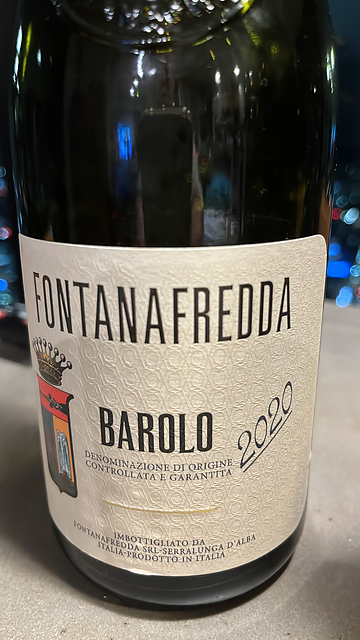 FONTANAFREDDA
BAROLO
2020
DENOMINAZIONE DI ORIGINE
CONTROLLATA E GARANTITA
IMBOTTIGLIATO DA
FONTANAFREDDA SRL-SERRALUNGA D'ALBA
ITALIA-PRODOTTO IN ITALIA